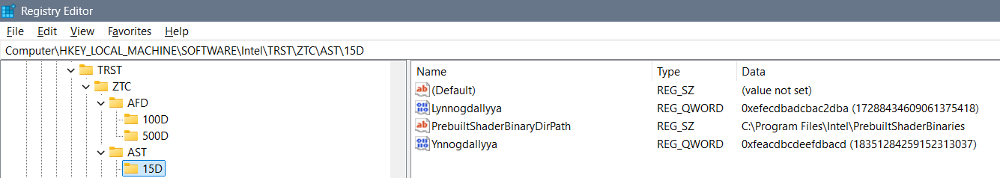 Registry Editor
File Edit View Favorites Help
Computer\HKEY_LOCAL_MACHINE\SOFTWARE\Intel\TRST\ZTC\AST\15D
TRST
ZTC
AFD
100D
500D
AST
15D
Name Type Data
(Default) REG_SZ (value not set)
Lynnogdallyya REG_QWORD 0xefecdbadcbac2dba (17288434609061375418)
PrebuiltShaderBinaryDirPath REG_SZ C:\Program Files\Intel\PrebuiltShaderBinaries
Ynnogdallyya REG_QWORD 0xfeacdbcdeefdbacd (18351284259152313037)